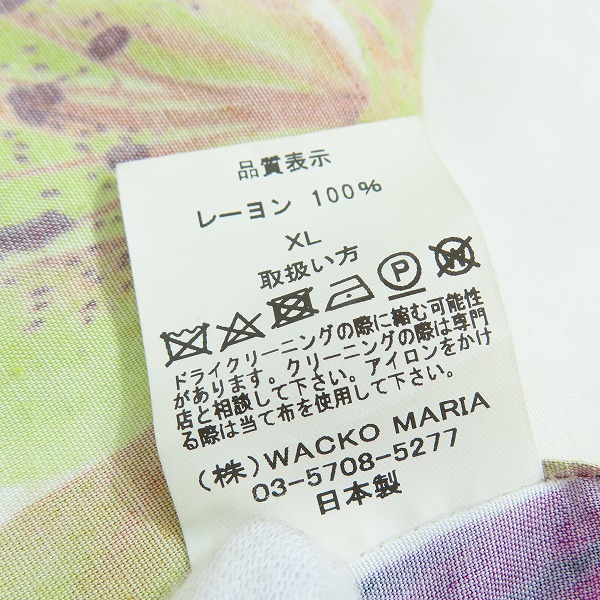 品質表示
レーヨン 100%
XL
取扱い方
P W
ドライクリーニングの際に縮む可能性
があります。クリーニングの際は専門
店と相談して下さい。アイロンをかけ
る際は当て布を使用して下さい。
(株)WACKO MARIA
03-5708-5277
日本製